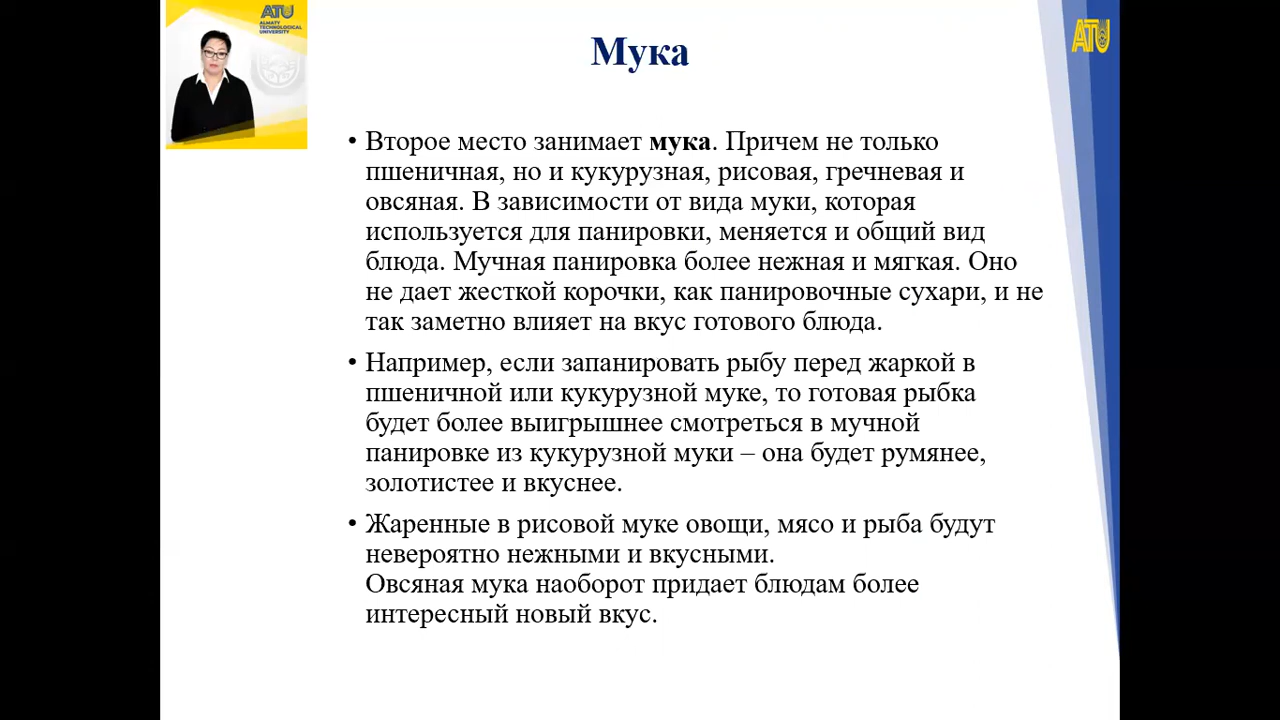 ATU
ALMATY
TECHNOLOGICAL
UNIVERSITY
ATU
Мука
• Второе место занимает мука. Причем не только
пшеничная, но и кукурузная, рисовая, гречневая и
овсяная. В зависимости от вида муки, которая
используется для панировки, меняется и общий вид
блюда. Мучная панировка более нежная и мягкая. Оно
не дает жесткой корочки, как панировочные сухари, и не
так заметно влияет на вкус готового блюда.
• Например, если запанировать рыбу перед жаркой в
пшеничной или кукурузной муке, то готовая рыбка
будет более выигрышнее смотреться в мучной
панировке из кукурузной муки – она будет румянее,
золотистее и вкуснее.
• Жаренные в рисовой муке овощи, мясо и рыба будут
невероятно нежными и вкусными.
Овсяная мука наоборот придает блюдам более
интересный новый вкус.